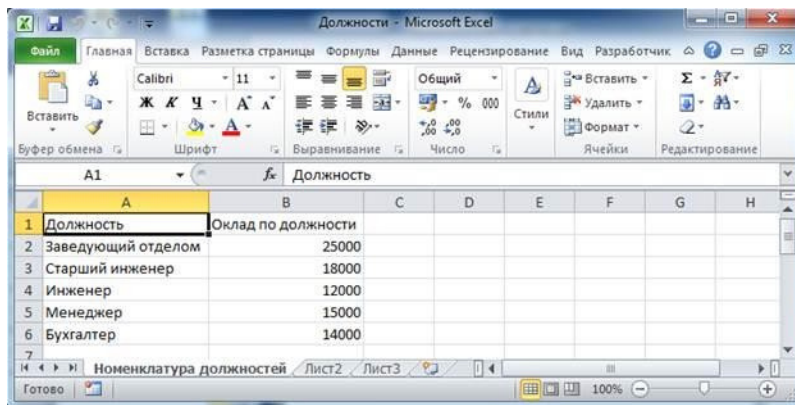 Должности - Microsoft Excel
Файл Главная Вставка Разметка страницы Формулы Данные Рецензирование Вид Разработчик
Вставить
Calibri 11
Ж К Ч
Общий
% 000
Стили
Вставить
Удалить
Формат
Буфер обмена Шрифт Выравнивание Число Ячейки Редактирование
A1 fx Должность
A B C D E F G H
1 Должность Оклад по должности
2 Заведующий отделом 25000
3 Старший инженер 18000
4 Инженер 12000
5 Менеджер 15000
6 Бухгалтер 14000
7
Номенклатура должностей Лист2 Лист3
Готово 100%